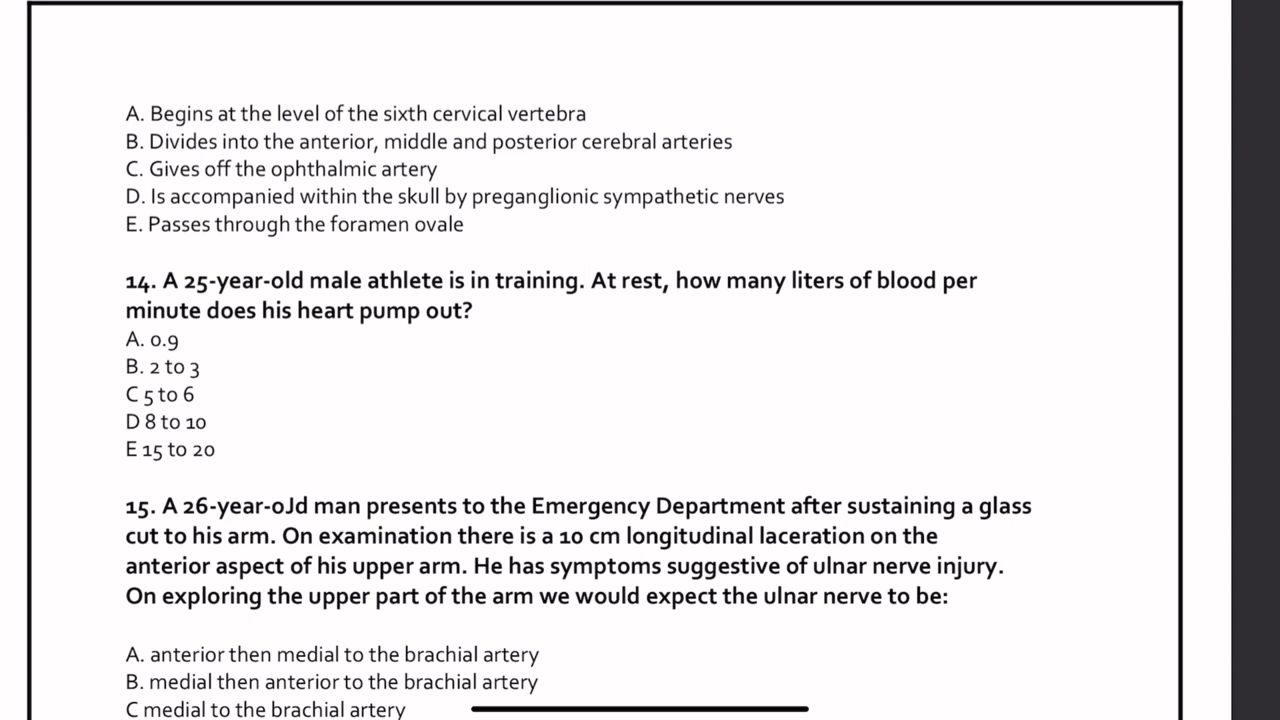 A. Begins at the level of the sixth cervical vertebra
B. Divides into the anterior, middle and posterior cerebral arteries
C. Gives off the ophthalmic artery
D. Is accompanied within the skull by preganglionic sympathetic nerves
E. Passes through the foramen ovale
14. A 25-year-old male athlete is in training. At rest, how many liters of blood per
minute does his heart pump out?
A. 0.9
B. 2 to 3
C 5 to 6
D 8 to 10
E 15 to 20
15. A 26-year-oJd man presents to the Emergency Department after sustaining a glass
cut to his arm. On examination there is a 10 cm longitudinal laceration on the
anterior aspect of his upper arm. He has symptoms suggestive of ulnar nerve injury.
On exploring the upper part of the arm we would expect the ulnar nerve to be:
A. anterior then medial to the brachial artery
B. medial then anterior to the brachial artery
C medial to the brachial artery